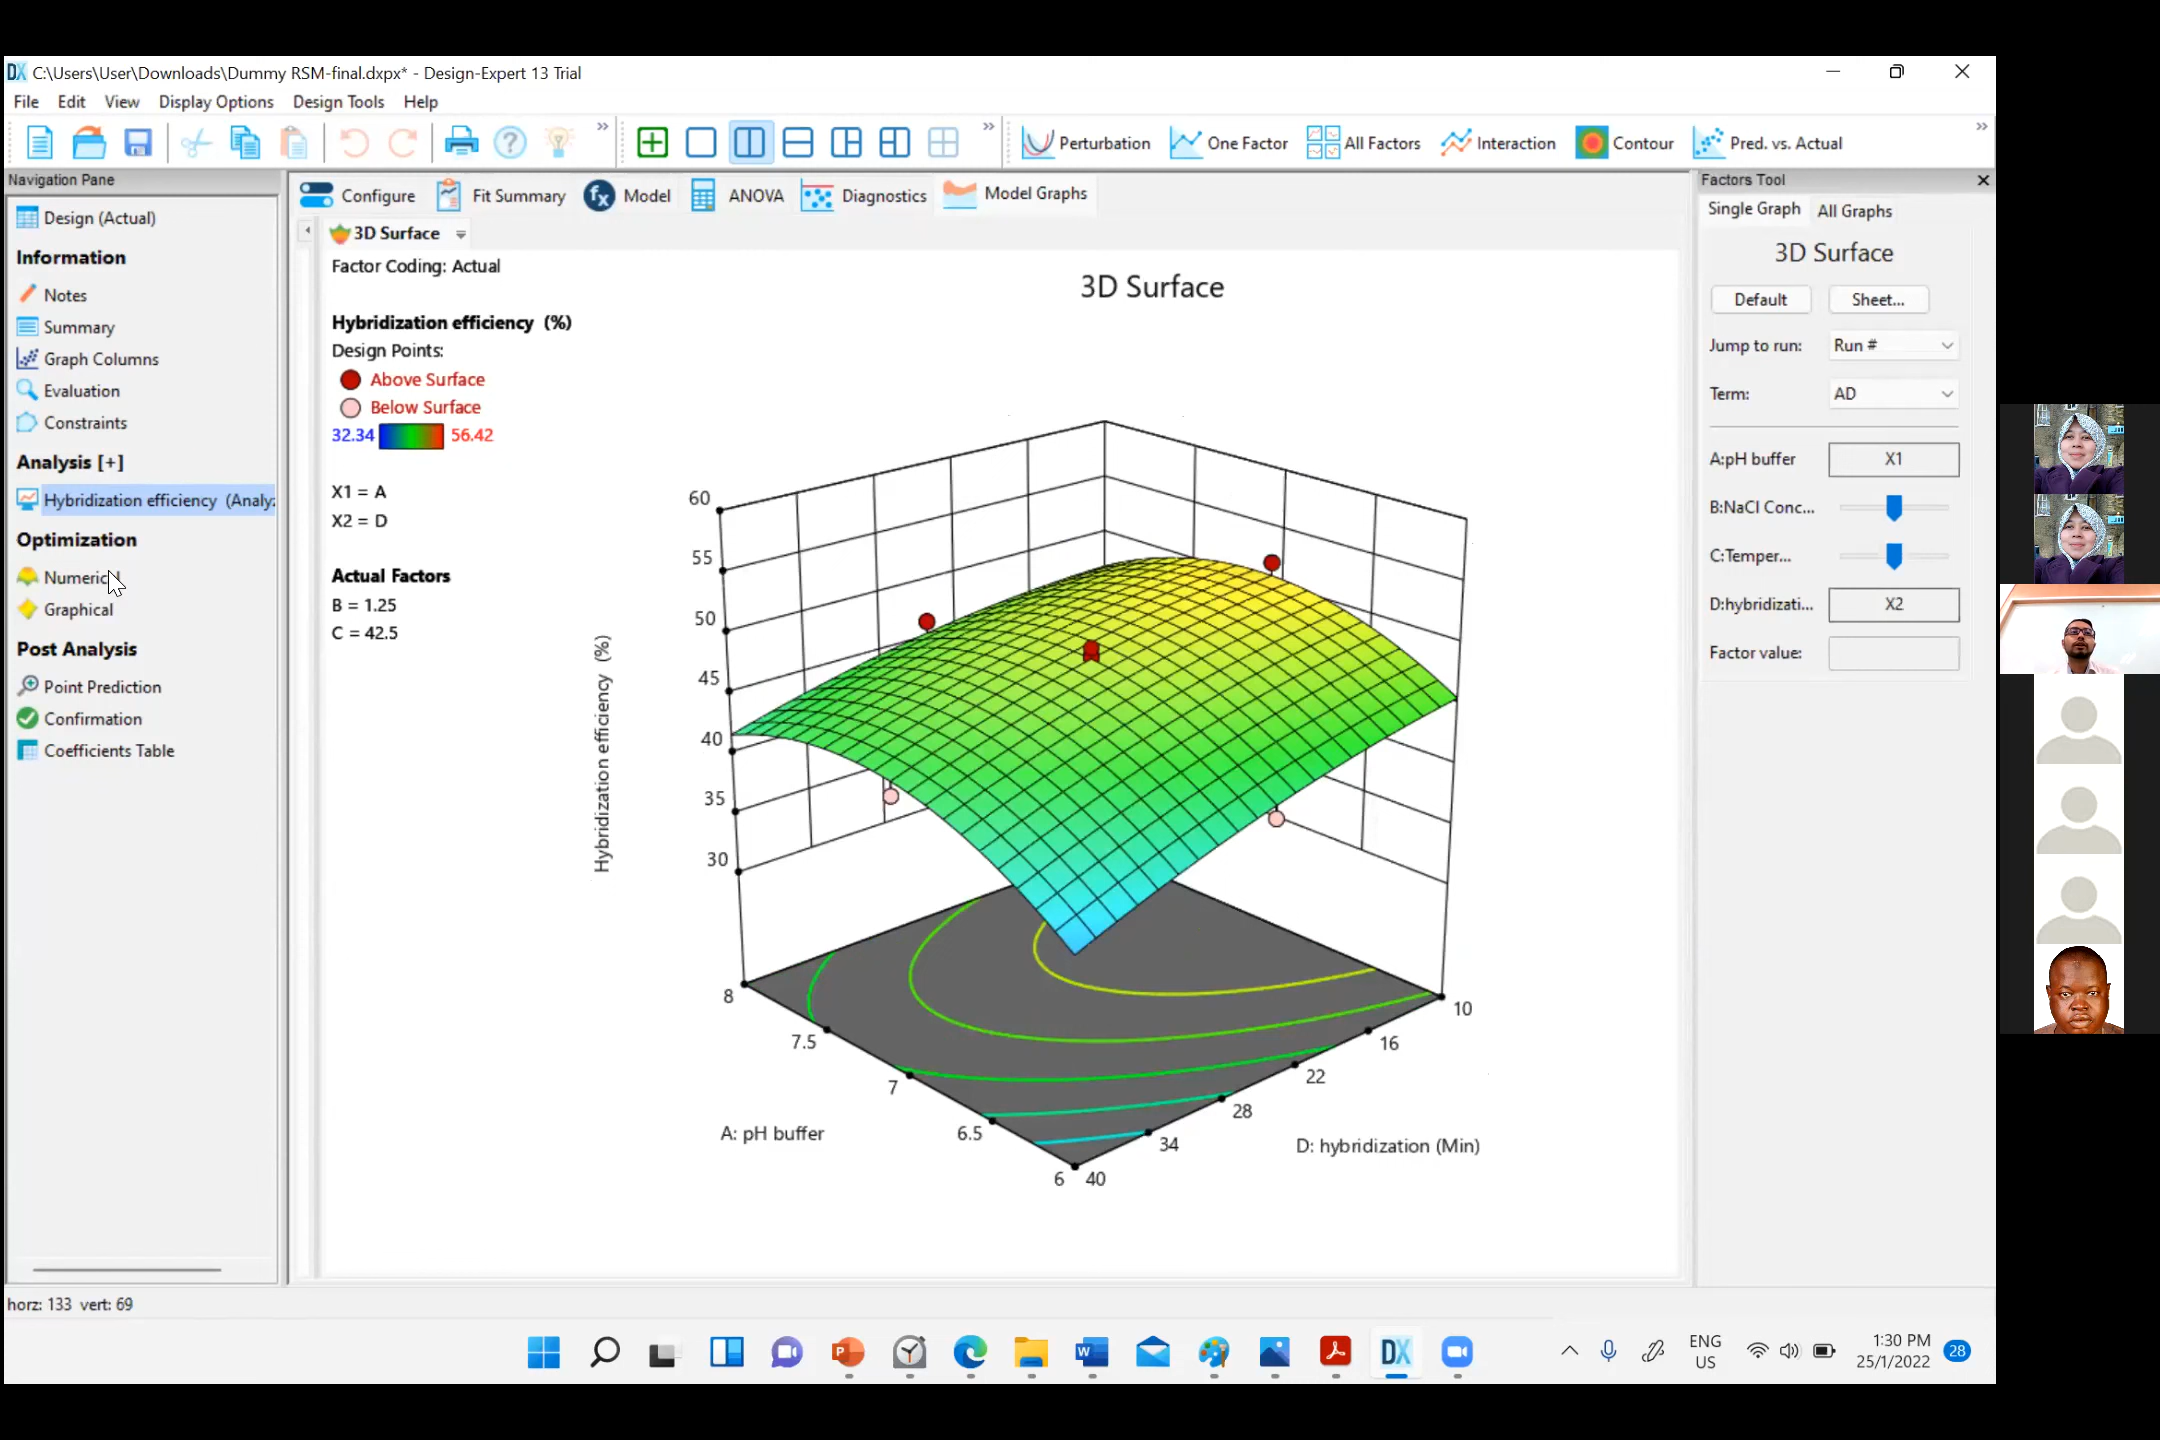 C:\Users\User\Downloads\Dummy RSM-final.dxpx* - Design-Expert 13 Trial
File Edit View Display Options Design Tools Help
Perturbation One Factor All Factors Interaction Contour Pred. vs. Actual
Navigation Pane
Design (Actual)
Information
Notes
Summary
Graph Columns
Evaluation
Constraints
Analysis [+]
Hybridization efficiency (Analy
Optimization
Numerical
Graphical
Post Analysis
Point Prediction
Confirmation
Coefficients Table
Configure Fit Summary Model ANOVA Diagnostics Model Graphs
3D Surface
Factor Coding: Actual
3D Surface
Hybridization efficiency (%)
Design Points:
Above Surface
Below Surface
32.34 56.42
X1 = A
X2 = D
Actual Factors
B = 1.25
C = 42.5
Hybridization efficiency (%)
60
55
50
45
40
35
30
8
7.5
7
6.5
6
A: pH buffer
10
16
22
28
34
40
D: hybridization (Min)
Factors Tool
Single Graph All Graphs
3D Surface
Default Sheet...
Jump to run: Run #
Term: AD
A:pH buffer X1
B:NaCl Conc...
C:Temper...
D:hybridizati... X2
Factor value:
horz: 133 vert: 69
ENG
US
1:30 PM
25/1/2022
28